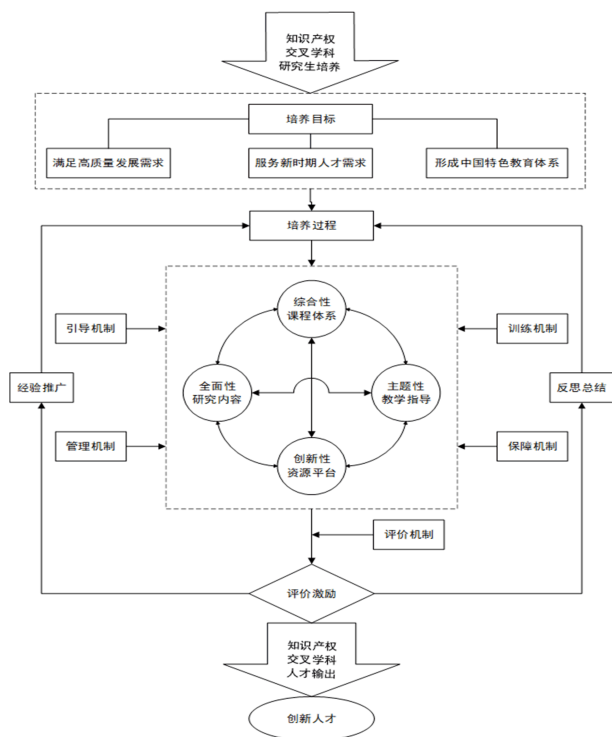 知识产权
交叉学科
研究生培养
培养目标
满足高质量发展需求
服务新时期人才需求
形成中国特色教育体系
培养过程
综合性
课程体系
引导机制
训练机制
经验推广
全面性
研究内容
主题性
教学指导
反思总结
管理机制
创新性
资源平台
保障机制
评价机制
评价激励
知识产权
交叉学科
人才输出
创新人才